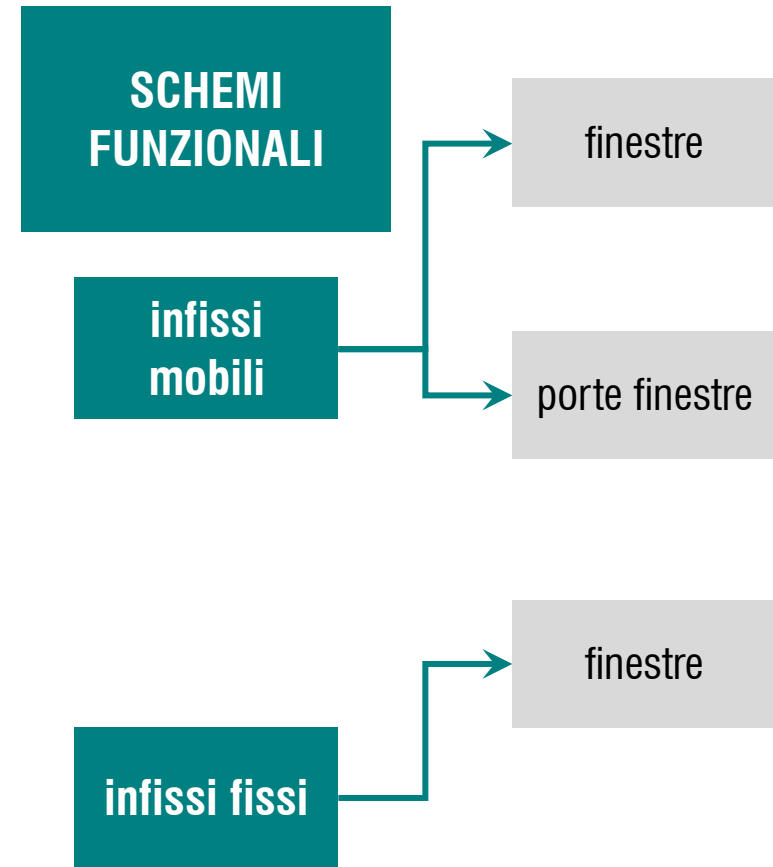 SCHEMI
FUNZIONALI
finestre
infissi
mobili
porte finestre
finestre
infissi fissi